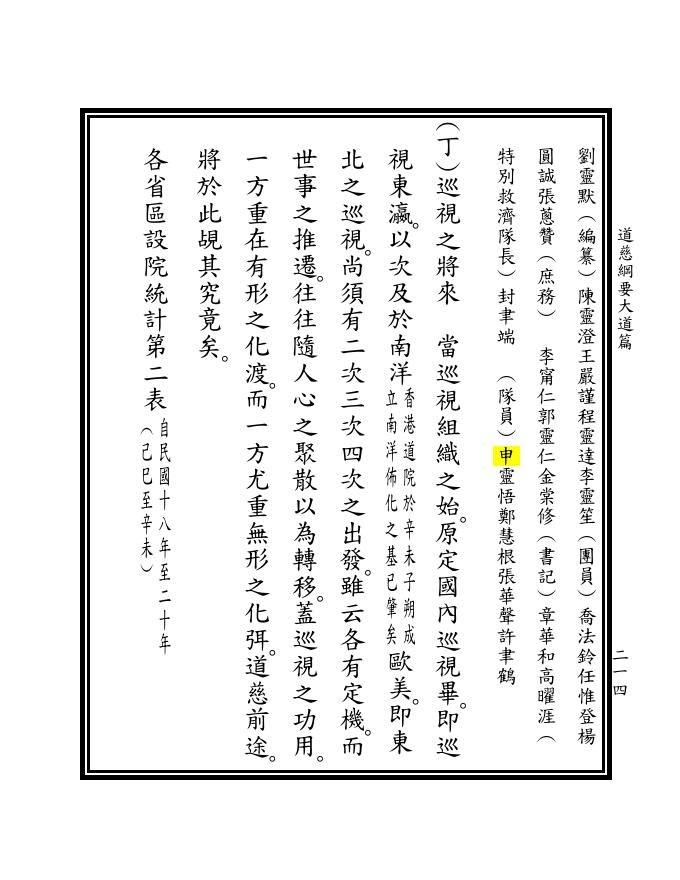 道慈綱要大道篇
二一四
劉靈默（編纂）陳靈澄王嚴謹程靈達李靈笙（團員）喬法鈴任惟登楊
圓誠張蔥贊（庶務）　李甯仁郭靈仁金棠修（書記）章華和高曜涯（
特別救濟隊長）封聿端　（隊員）申靈悟鄭慧根張華聲許聿鶴
（丁）巡視之將來　當巡視組織之始。原定國內巡視畢。即巡
視東瀛。以次及於南洋香港道院於辛未子朔成立南洋佈化之基已肇矣歐美。即東
北之巡視。尚須有二次三次四次之出發。雖云各有定機。而
世事之推遷。往往隨人心之聚散以為轉移。蓋巡視之功用。
一方重在有形之化渡。而一方尤重無形之化弭。道慈前途。
將於此覘其究竟矣。
各省區設院統計第二表自民國十八年至二十年（己巳至辛未）